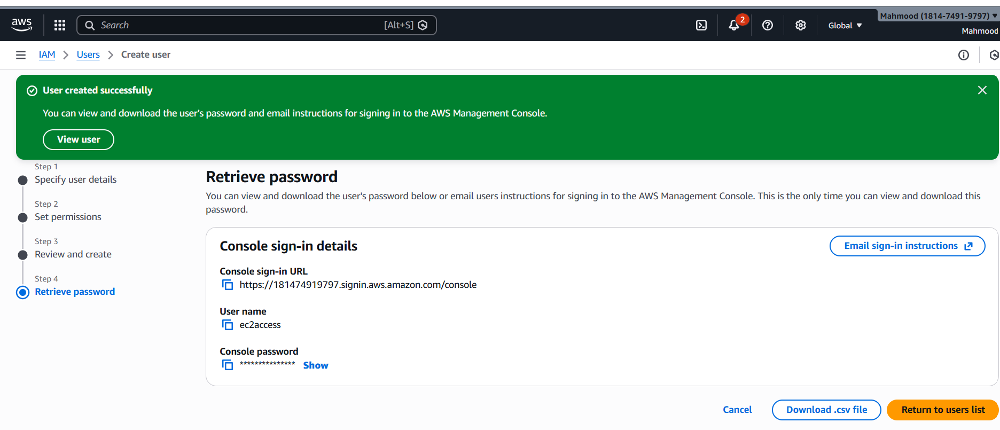 aws
Search
[Alt+S]
2
Global
Mahmood (1814-7491-9797)
Mahmood
IAM
Users
Create user
User created successfully
You can view and download the user's password and email instructions for signing in to the AWS Management Console.
View user
Step 1
Specify user details
Step 2
Set permissions
Step 3
Review and create
Step 4
Retrieve password
Retrieve password
You can view and download the user's password below or email users instructions for signing in to the AWS Management Console. This is the only time you can view and download this
password.
Console sign-in details
Email sign-in instructions
Console sign-in URL
https://181474919797.signin.aws.amazon.com/console
User name
ec2access
Console password
*************** Show
Cancel
Download .csv file
Return to users list